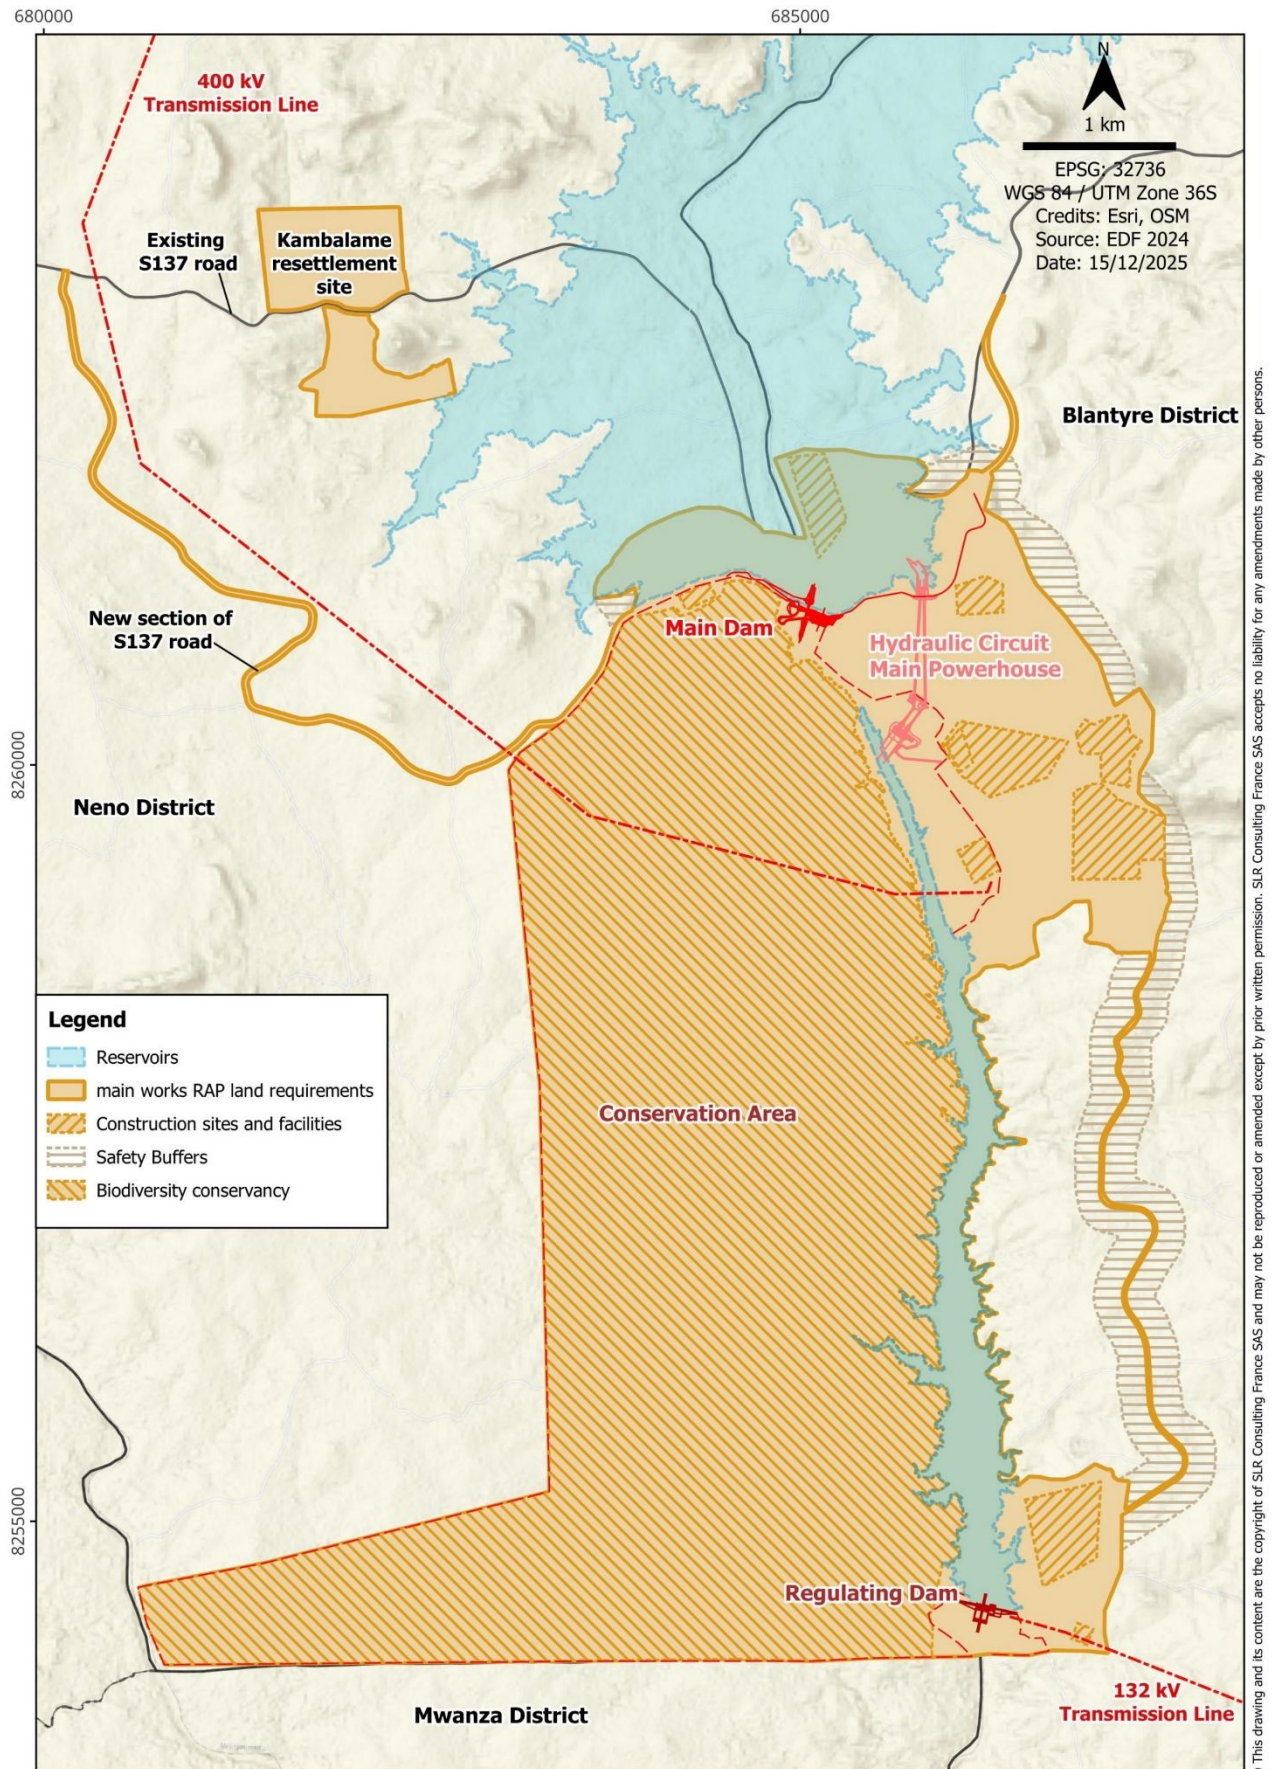 680000
685000
400 kV
Transmission Line
N
1 km
EPSG: 32736
WGS 84 / UTM Zone 36S
Credits: Esri, OSM
Source: EDF 2024
Date: 15/12/2025
Existing
S137 road
Kambalame
resettlement
site
Blantyre District
New section of
S137 road
Main Dam
Hydraulic Circuit
Main Powerhouse
8260000
Neno District
Legend
Reservoirs
main works RAP land requirements
Construction sites and facilities
Safety Buffers
Biodiversity conservancy
Conservation Area
8255000
Regulating Dam
132 kV
Transmission Line
Mwanza District
This drawing and its content are the copyright of SLR Consulting France SAS and may not be reproduced or amended except by prior written permission. SLR Consulting France SAS accepts no liability for any amendments made by other persons.